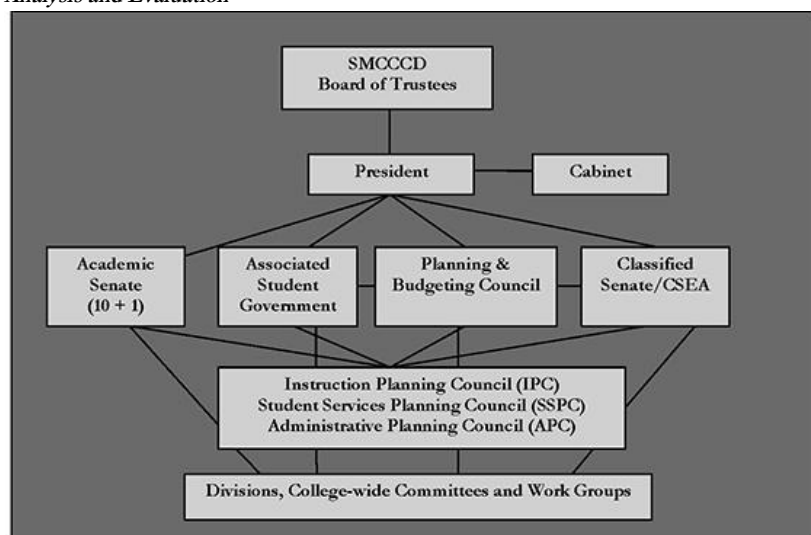 Analysis and Evaluation
SMCCCD
Board of Trustees
President
Cabinet
Academic
Senate
(10 + 1)
Associated
Student
Government
Planning &
Budgeting Council
Classified
Senate/CSEA
Instruction Planning Council (IPC)
Student Services Planning Council (SSPC)
Administrative Planning Council (APC)
Divisions, College-wide Committees and Work Groups